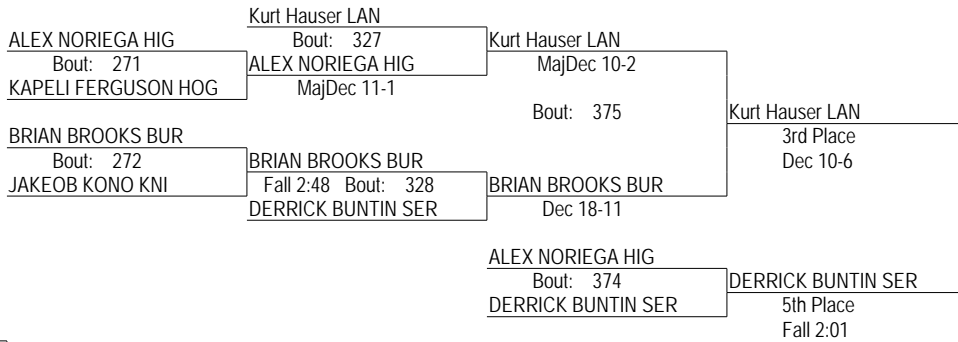 Kurt Hauser LAN
ALEX NORIEGA HIG
Bout: 327
Kurt Hauser LAN
Bout: 271
ALEX NORIEGA HIG
MajDec 10-2
KAPELI FERGUSON HOG
MajDec 11-1
Bout: 375
Kurt Hauser LAN
BRIAN BROOKS BUR
3rd Place
Bout: 272
BRIAN BROOKS BUR
Dec 10-6
JAKEOB KONO KNI
Fall 2:48 Bout: 328
BRIAN BROOKS BUR
DERRICK BUNTIN SER
Dec 18-11
ALEX NORIEGA HIG
Bout: 374
DERRICK BUNTIN SER
DERRICK BUNTIN SER
5th Place
Fall 2:01